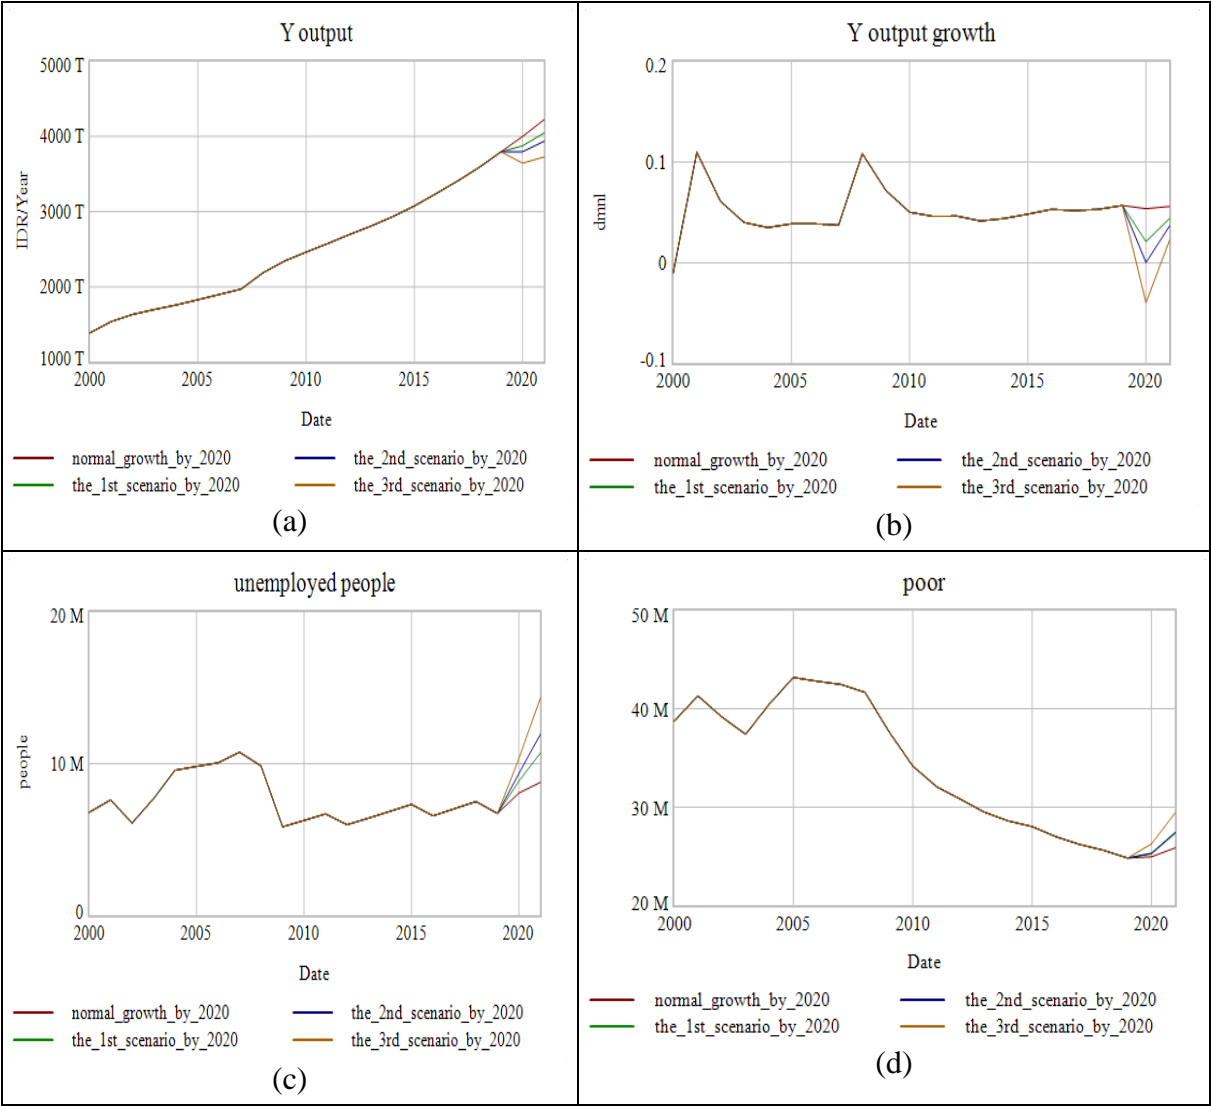 Y output
5000 T
4000 T
3000 T
2000 T
1000 T
IDR/Year
2000 2005 2010 2015 2020
Date
normal_growth_by_2020 the_2nd_scenario_by_2020
the_1st_scenario_by_2020 the_3rd_scenario_by_2020
(a)
Y output growth
0.2
0.1
0
-0.1
dmnl
2000 2005 2010 2015 2020
Date
normal_growth_by_2020 the_2nd_scenario_by_2020
the_1st_scenario_by_2020 the_3rd_scenario_by_2020
(b)
unemployed people
20 M
10 M
0
people
2000 2005 2010 2015 2020
Date
normal_growth_by_2020 the_2nd_scenario_by_2020
the_1st_scenario_by_2020 the_3rd_scenario_by_2020
(c)
poor
50 M
40 M
30 M
20 M
2000 2005 2010 2015 2020
Date
normal_growth_by_2020 the_2nd_scenario_by_2020
the_1st_scenario_by_2020 the_3rd_scenario_by_2020
(d)